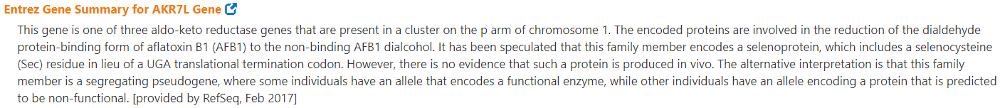 Entrez Gene Summary for AKR7L Gene
This gene is one of three aldo-keto reductase genes that are present in a cluster on the p arm of chromosome 1. The encoded proteins are involved in the reduction of the dialdehyde
protein-binding form of aflatoxin B1 (AFB1) to the non-binding AFB1 dialcohol. It has been speculated that this family member encodes a selenoprotein, which includes a selenocysteine
(Sec) residue in lieu of a UGA translational termination codon. However, there is no evidence that such a protein is produced in vivo. The alternative interpretation is that this family
member is a segregating pseudogene, where some individuals have an allele that encodes a functional enzyme, while other individuals have an allele encoding a protein that is predicted
to be non-functional. [provided by RefSeq, Feb 2017]